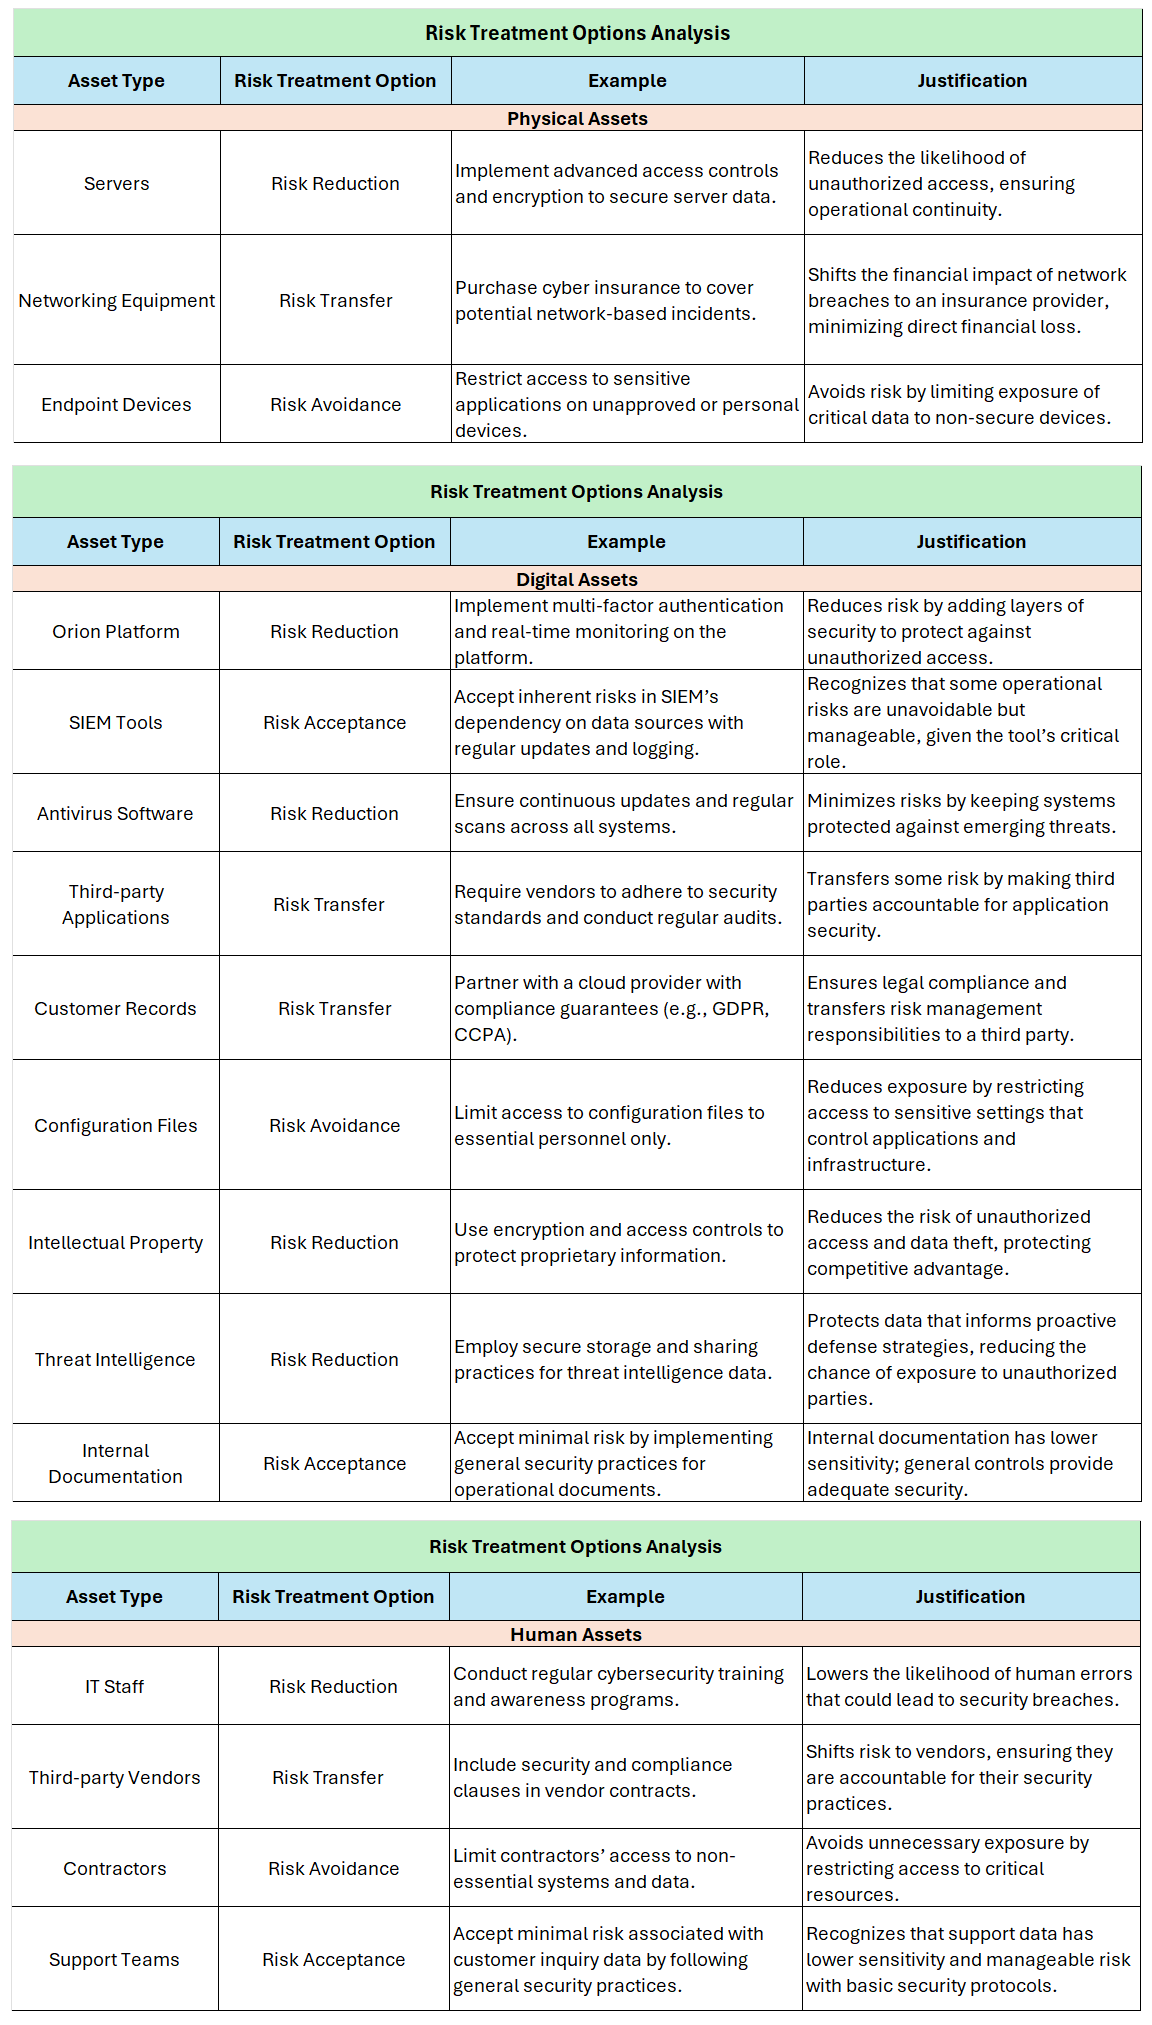 Risk Treatment Options Analysis
Asset Type
Risk Treatment Option
Example
Justification
Physical Assets
Servers
Risk Reduction
Implement advanced access controls
and encryption to secure server data.
Reduces the likelihood of
unauthorized access, ensuring
operational continuity.
Networking Equipment
Risk Transfer
Purchase cyber insurance to cover
potential network-based incidents.
Shifts the financial impact of network
breaches to an insurance provider,
minimizing direct financial loss.
Endpoint Devices
Risk Avoidance
Restrict access to sensitive
applications on unapproved or personal
devices.
Avoids risk by limiting exposure of
critical data to non-secure devices.
Risk Treatment Options Analysis
Asset Type
Risk Treatment Option
Example
Justification
Digital Assets
Orion Platform
Risk Reduction
Implement multi-factor authentication
and real-time monitoring on the
platform.
Reduces risk by adding layers of
security to protect against
unauthorized access.
SIEM Tools
Risk Acceptance
Accept inherent risks in SIEM’s
dependency on data sources with
regular updates and logging.
Recognizes that some operational
risks are unavoidable but
manageable, given the tool’s critical
role.
Antivirus Software
Risk Reduction
Ensure continuous updates and regular
scans across all systems.
Minimizes risks by keeping systems
protected against emerging threats.
Third-party
Applications
Risk Transfer
Require vendors to adhere to security
standards and conduct regular audits.
Transfers some risk by making third
parties accountable for application
security.
Customer Records
Risk Transfer
Partner with a cloud provider with
compliance guarantees (e.g., GDPR,
CCPA).
Ensures legal compliance and
transfers risk management
responsibilities to a third party.
Configuration Files
Risk Avoidance
Limit access to configuration files to
essential personnel only.
Reduces exposure by restricting
access to sensitive settings that
control applications and
infrastructure.
Intellectual Property
Risk Reduction
Use encryption and access controls to
protect proprietary information.
Reduces the risk of unauthorized
access and data theft, protecting
competitive advantage.
Threat Intelligence
Risk Reduction
Employ secure storage and sharing
practices for threat intelligence data.
Protects data that informs proactive
defense strategies, reducing the
chance of exposure to unauthorized
parties.
Internal
Documentation
Risk Acceptance
Accept minimal risk by implementing
general security practices for
operational documents.
Internal documentation has lower
sensitivity; general controls provide
adequate security.
Risk Treatment Options Analysis
Asset Type
Risk Treatment Option
Example
Justification
Human Assets
IT Staff
Risk Reduction
Conduct regular cybersecurity training
and awareness programs.
Lowers the likelihood of human errors
that could lead to security breaches.
Third-party Vendors
Risk Transfer
Include security and compliance
clauses in vendor contracts.
Shifts risk to vendors, ensuring they
are accountable for their security
practices.
Contractors
Risk Avoidance
Limit contractors’ access to non-
essential systems and data.
Avoids unnecessary exposure by
restricting access to critical
resources.
Support Teams
Risk Acceptance
Accept minimal risk associated with
customer inquiry data by following
general security practices.
Recognizes that support data has
lower sensitivity and manageable risk
with basic security protocols.